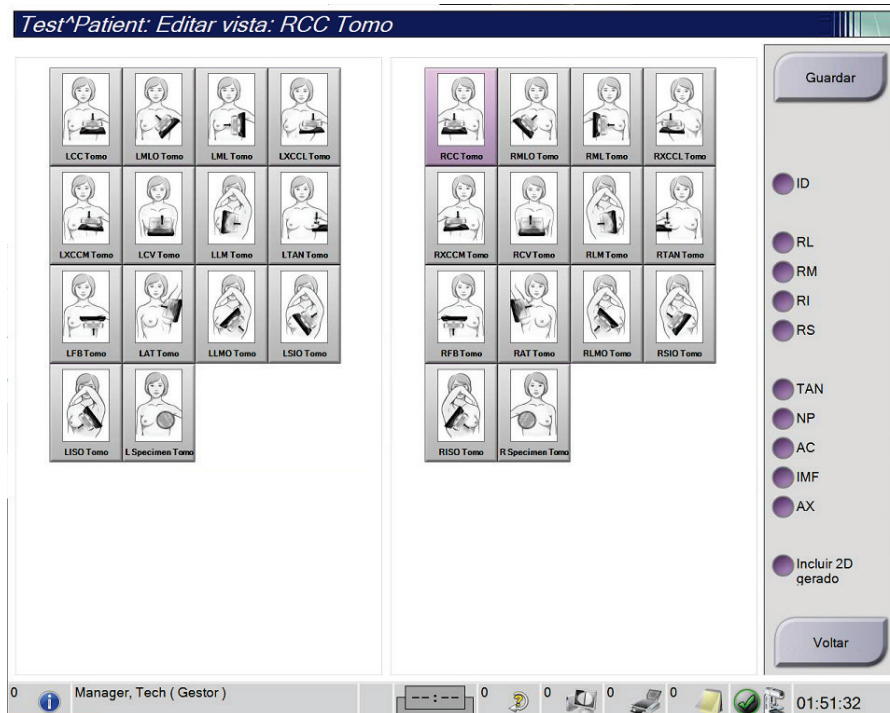 Test^Patient: Editar vista: RCC Tomo
LCC Tomo LMLO Tomo LML Tomo LXCCL Tomo
LXCCM Tomo LCV Tomo LLM Tomo LTAN Tomo
LFB Tomo LAT Tomo LLMO Tomo LSIO Tomo
LISO Tomo L Specimen Tomo
RCC Tomo RMLO Tomo RML Tomo RXCCL Tomo
RXCCM Tomo RCV Tomo RLM Tomo RTAN Tomo
RFB Tomo RAT Tomo RLMO Tomo RSIO Tomo
RISO Tomo R Specimen Tomo
Guardar
ID
RL
RM
RI
RS
TAN
NP
AC
IMF
AX
Incluir 2D
gerado
Voltar
0 Manager, Tech ( Gestor ) --:-- 0 0 0 0 01:51:32